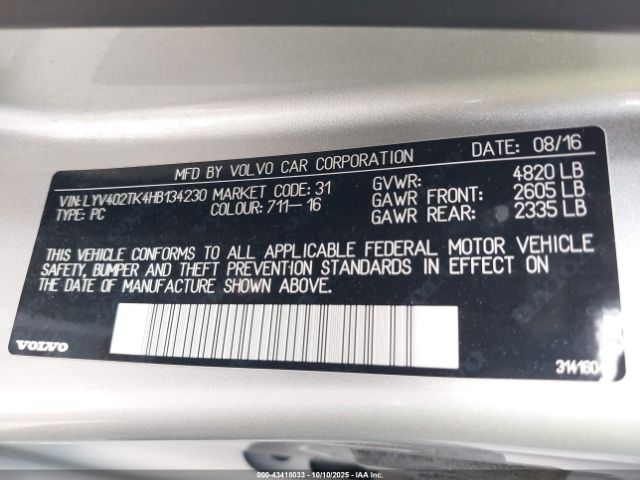 MFD BY VOLVO CAR CORPORATION DATE: 08/16
VIN: LYV402TK4HB134230 MARKET CODE: 31 GVWR: 4820 LB
TYPE: PC COLOUR: 711-16 GAWR FRONT: 2605 LB
GAWR REAR: 2335 LB
THIS VEHICLE CONFORMS TO ALL APPLICABLE FEDERAL MOTOR VEHICLE
SAFETY, BUMPER AND THEFT PREVENTION STANDARDS IN EFFECT ON
THE DATE OF MANUFACTURE SHOWN ABOVE.
VOLVO
000-43418033 - 10/10/2025 - IAAI.com